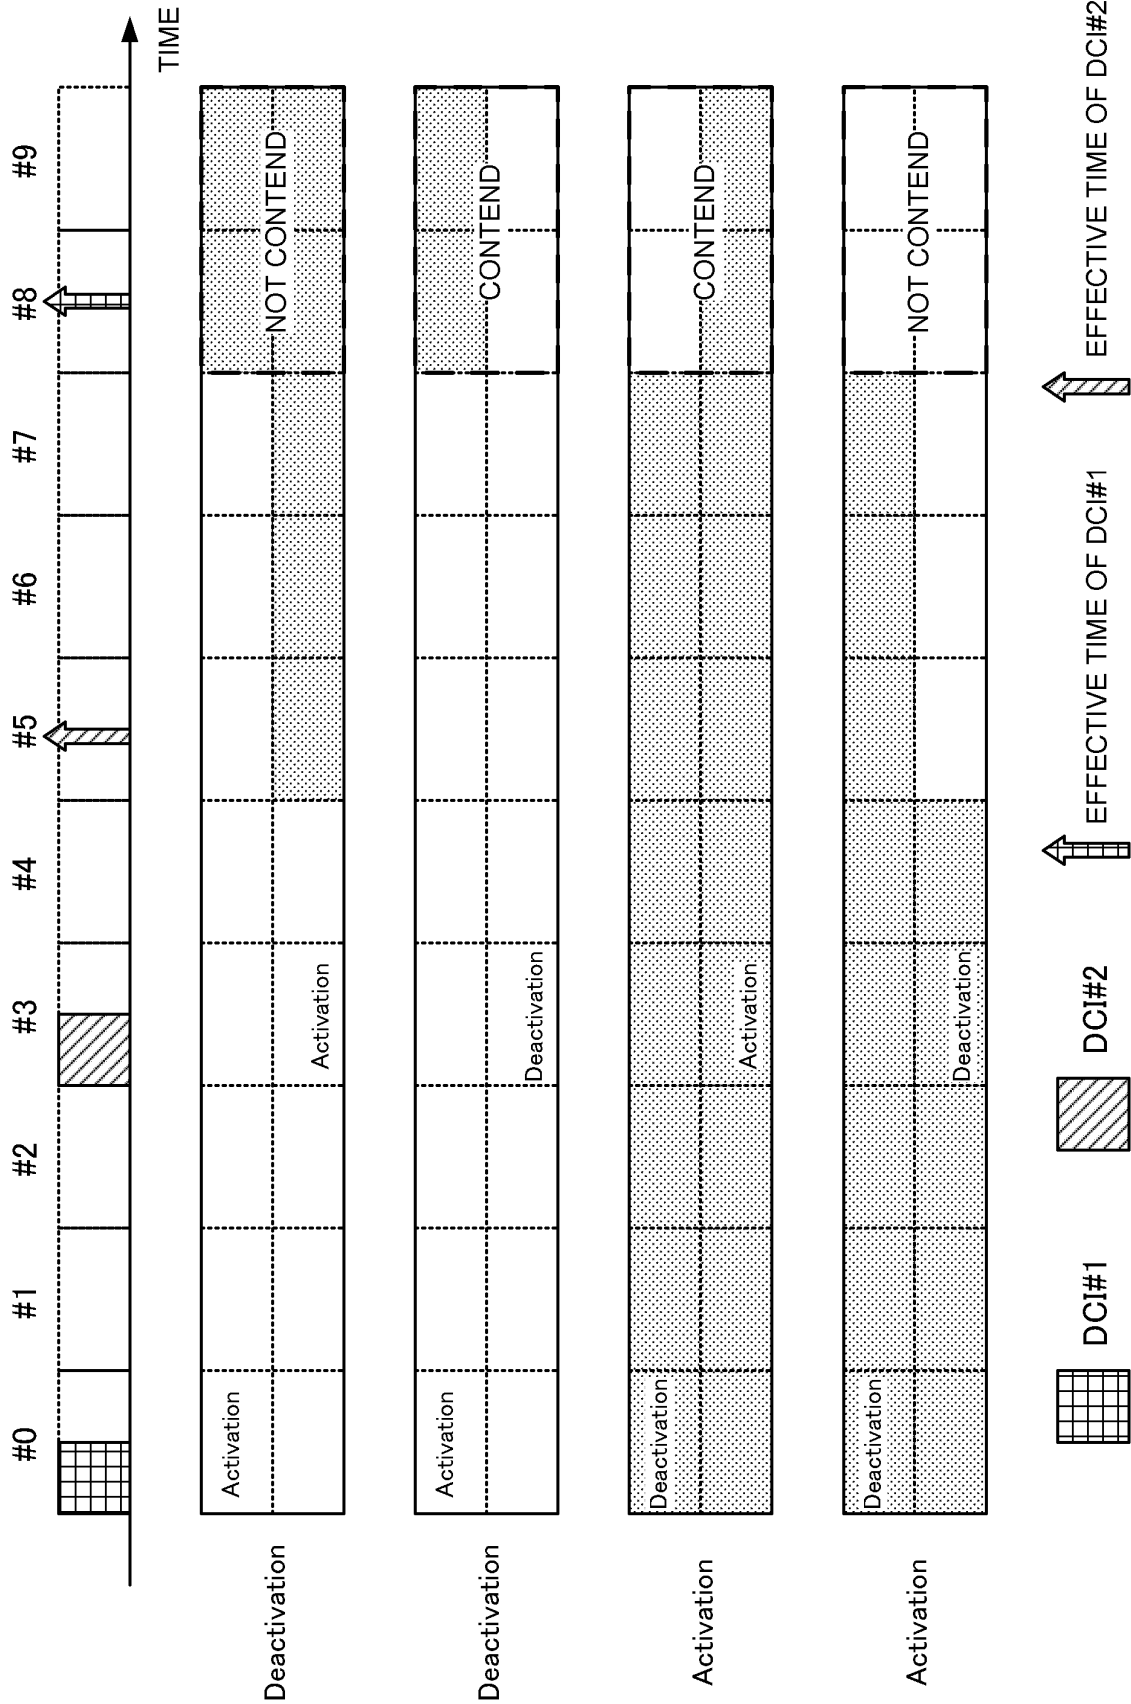 #0 #1 #2 #3 #4 #5 #6 #7 #8 #9
TIME
Deactivation
Activation
Activation
NOT CONTEND
Deactivation
Activation
Deactivation
CONTEND
Activation
Deactivation
Activation
CONTEND
Activation
Deactivation
Deactivation
NOT CONTEND
DCI#1
DCI#2
EFFECTIVE TIME OF DCI#1
EFFECTIVE TIME OF DCI#2